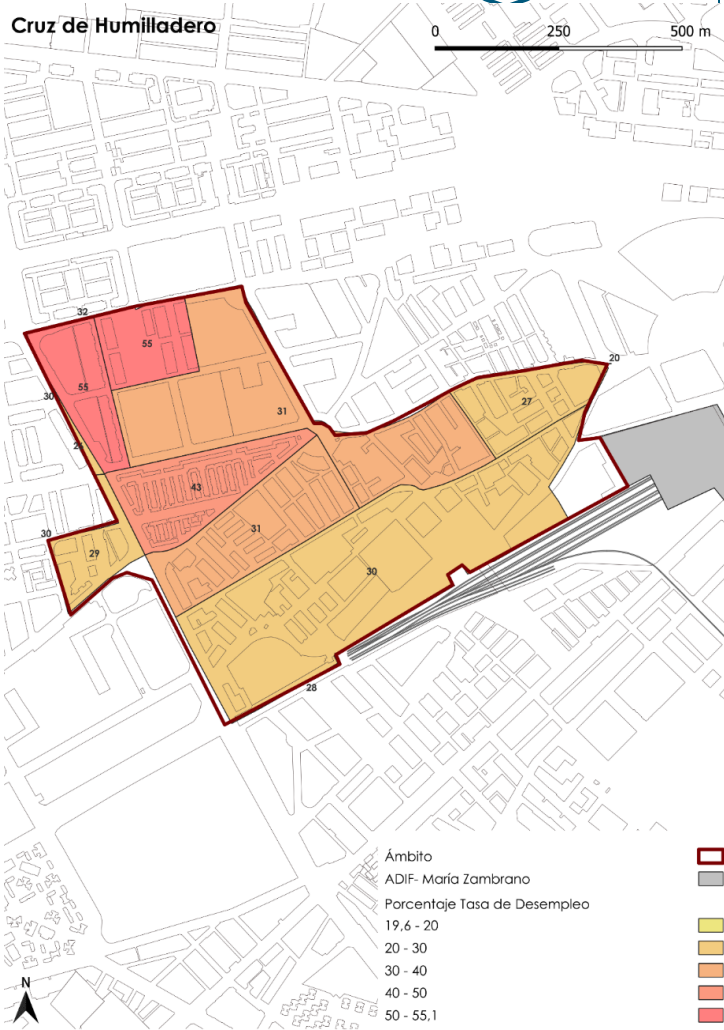 Cruz de Humilladero
0 250 500 m
32
55
55
30
31
20
27
43
31
30
29
30
28
N
Ámbito
ADIF- María Zambrano
Porcentaje Tasa de Desempleo
19,6 - 20
20 - 30
30 - 40
40 - 50
50 - 55,1